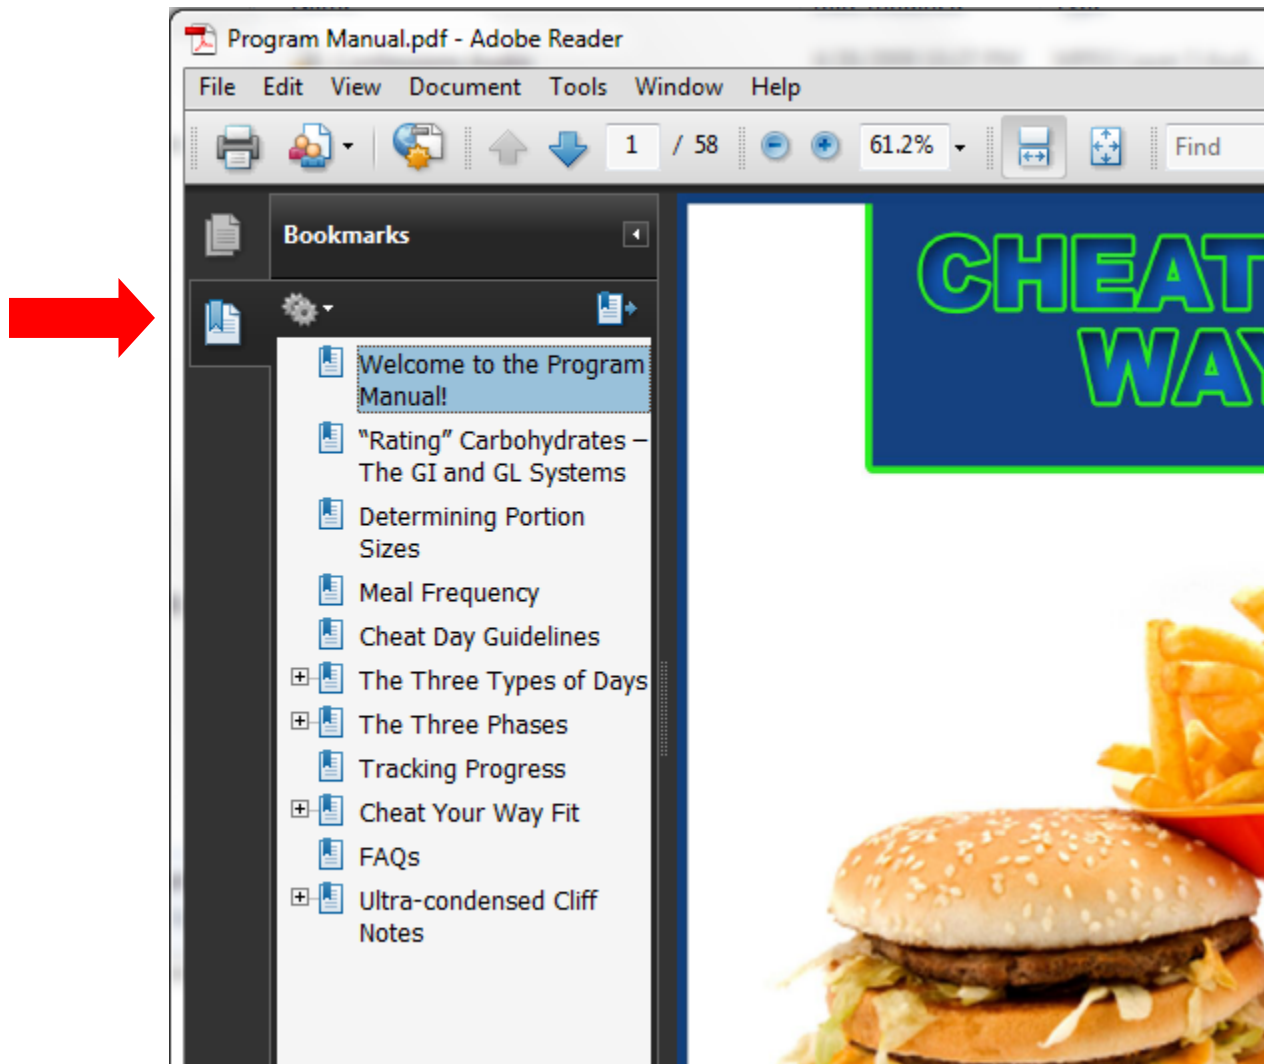 Program Manual.pdf - Adobe Reader
File Edit View Document Tools Window Help
1 / 58 61.2% Find
Bookmarks
Welcome to the Program
Manual!
“Rating” Carbohydrates –
The GI and GL Systems
Determining Portion
Sizes
Meal Frequency
Cheat Day Guidelines
The Three Types of Days
The Three Phases
Tracking Progress
Cheat Your Way Fit
FAQs
Ultra-condensed Cliff
Notes
CHEAT
WAY